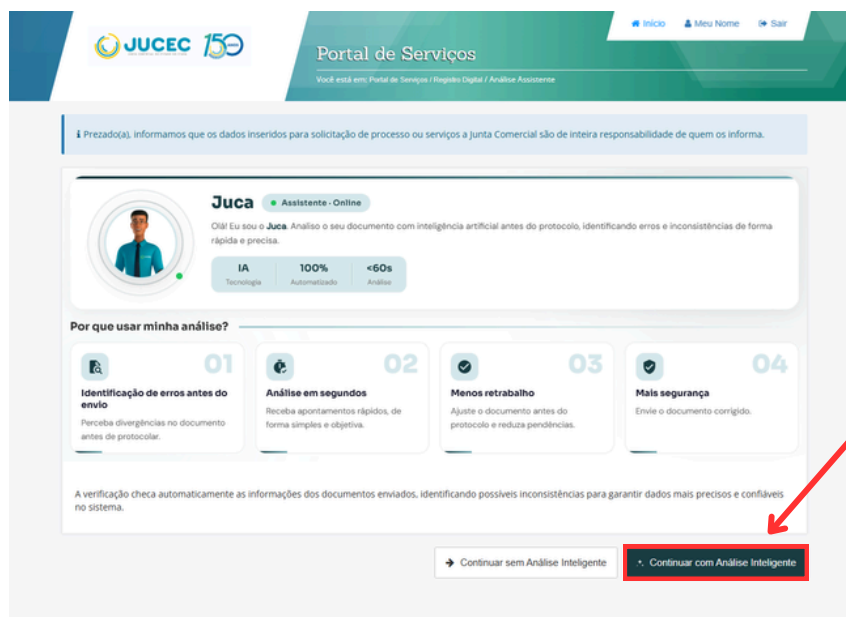 Início Meu Nome Sair
JUCEC 150 ANOS
Portal de Serviços
Você está em: Portal de Serviços / Registro Digital / Análise Assistente
Prezado(a), informamos que os dados inseridos para solicitação de processo ou serviços a Junta Comercial são de inteira responsabilidade de quem os informa.
Juca Assistente · Online
Olá! Eu sou o Juca. Analiso o seu documento com inteligência artificial antes do protocolo, identificando erros e inconsistências de forma
rápida e precisa.
IA 100% <60s
Tecnologia Automatizado Análise
Por que usar minha análise?
01
Identificação de erros antes do
envio
Perceba divergências no documento
antes de protocolar.
02
Análise em segundos
Receba apontamentos rápidos, de
forma simples e objetiva.
03
Menos retrabalho
Ajuste o documento antes do
protocolo e reduza pendências.
04
Mais segurança
Envie o documento corrigido.
A verificação checa automaticamente as informações dos documentos enviados, identificando possíveis inconsistências para garantir dados mais precisos e confiáveis
no sistema.
Continuar sem Análise Inteligente
Continuar com Análise Inteligente